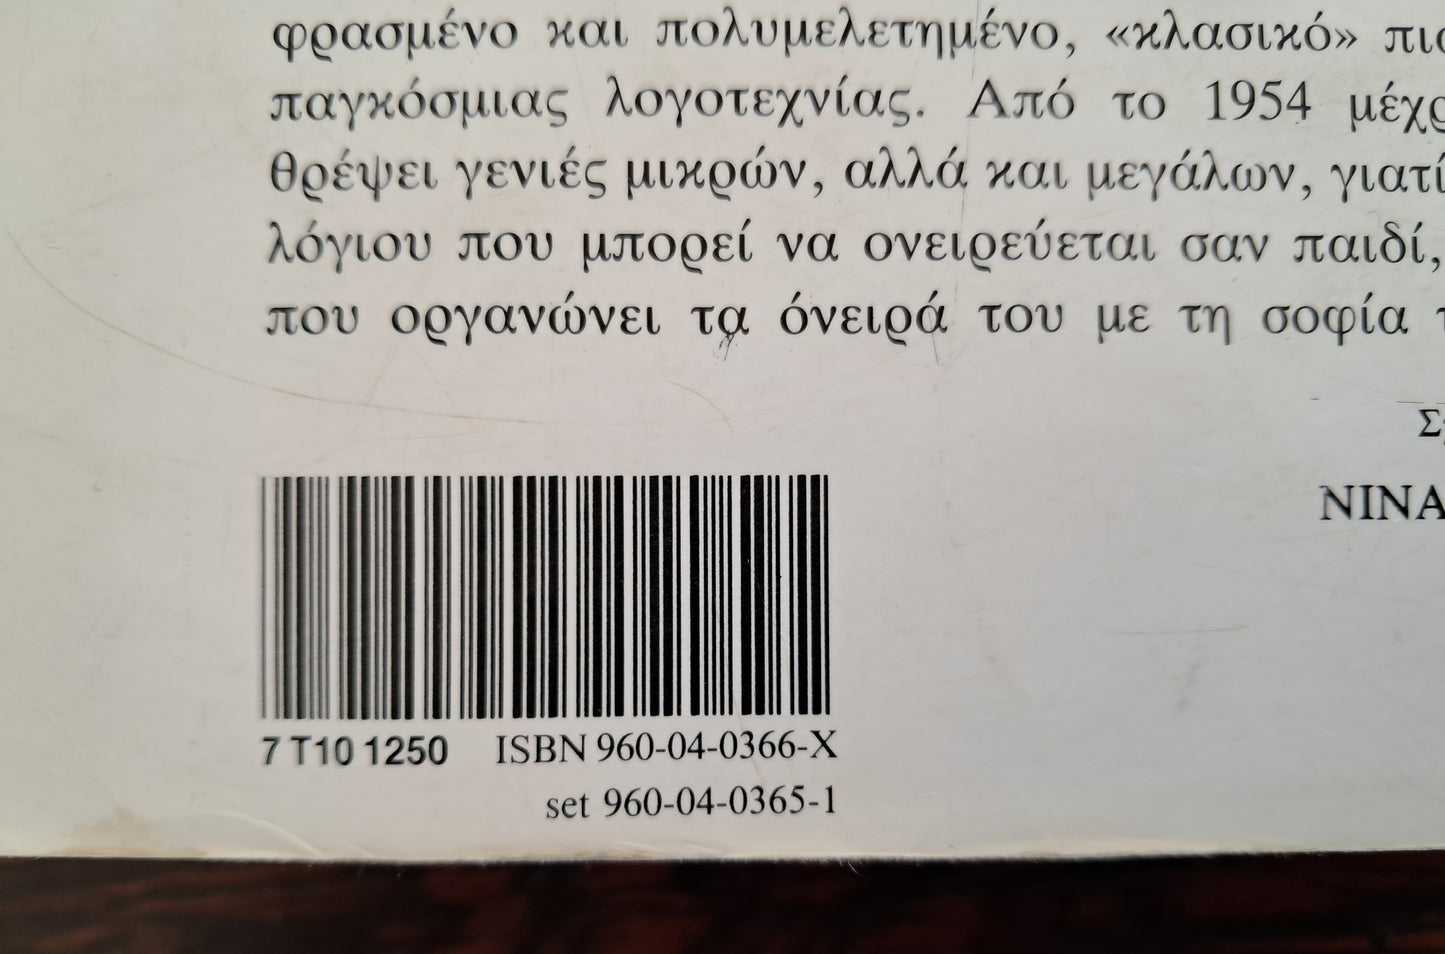 φρασμένο και πολυμελετημένο, «κλασικό»
παγκόσμιας λογοτεχνίας. Από το 1954
θρέψει γενιές μικρών, αλλά και μεγάλων, γιατί
λόγιου που μπορεί να ονειρεύεται σαν παιδί,
που οργανώνει τα όνειρά του με τη σοφία
ΝΙΝΑ
7 T10 1250 ISBN 960-04-0366-X
set 960-04-0365-1